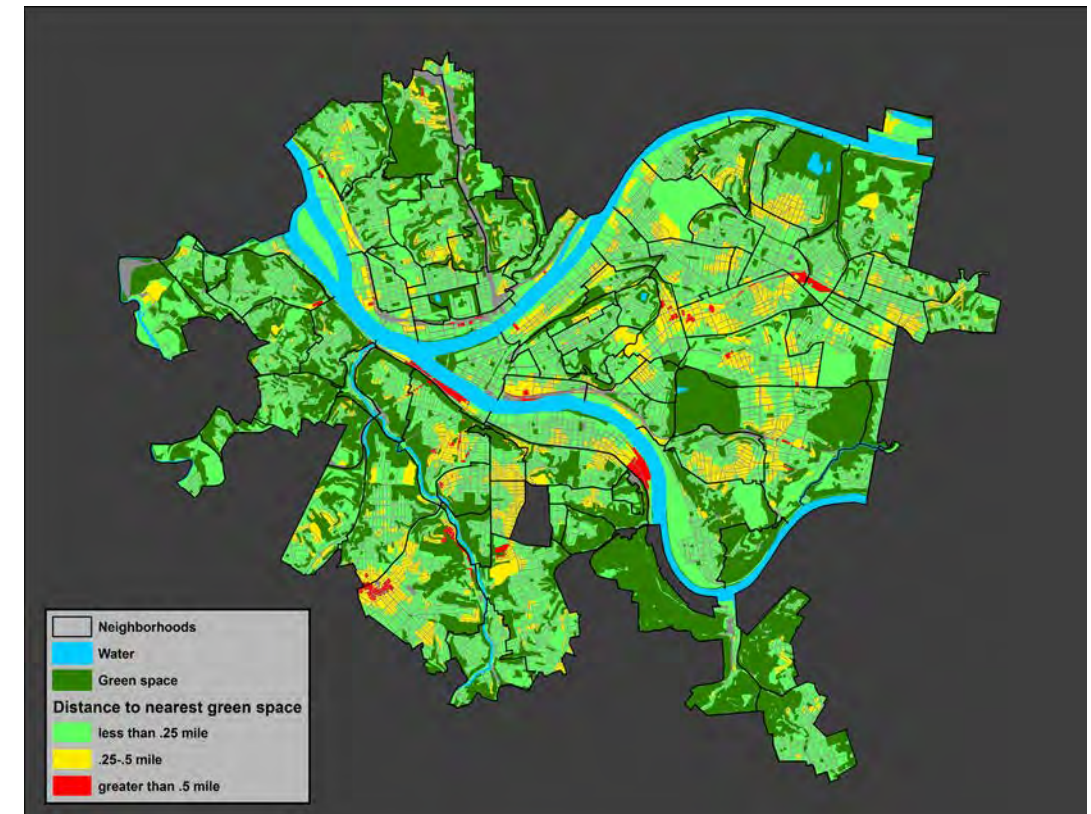 Neighborhoods
Water
Green space
Distance to nearest green space
less than .25 mile
.25-.5 mile
greater than .5 mile